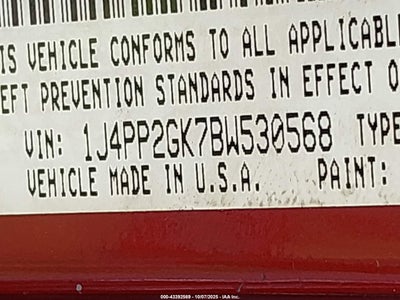 IS VEHICLE CONFORMS TO ALL APPLICABLE
EFT PREVENTION STANDARDS IN EFFECT O
VIN: 1J4PP2GK7BW530568 TYPE
VEHICLE MADE IN U.S.A. PAINT:
000-43392989 - 10/07/2025 - IAA Inc.